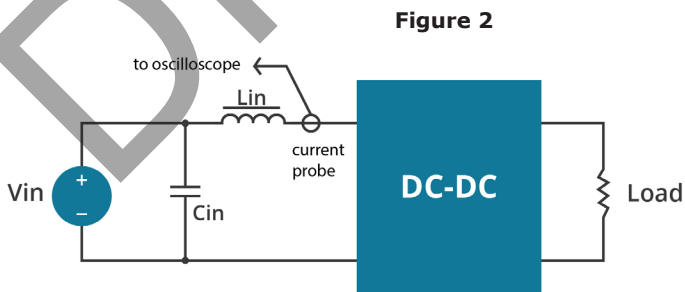 Figure 2
to oscilloscope
Lin
current
probe
DC-DC
Vin
+
–
Cin
Load